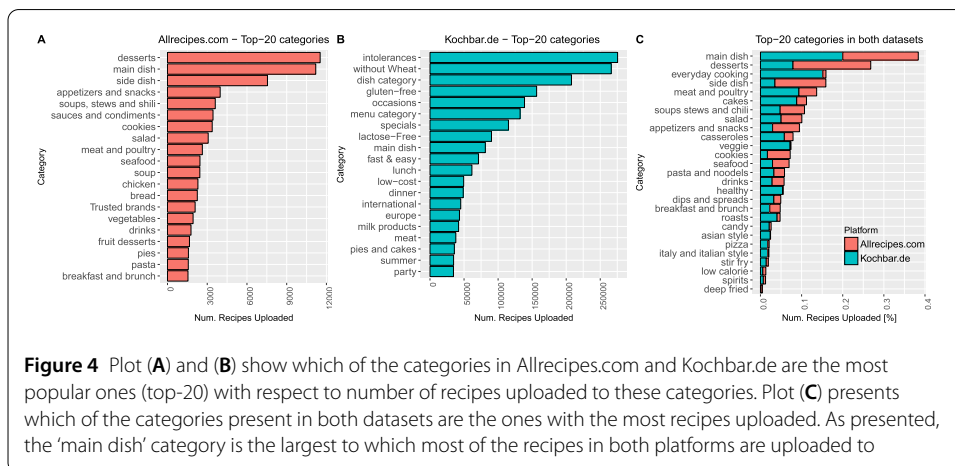 A
Allrecipes.com − Top−20 categories
desserts
main dish
side dish
appetizers and snacks
soups, stews and shili
sauces and condiments
cookies
salad
meat and poultry
seafood
soup
chicken
bread
Trusted brands
vegetables
drinks
fruit desserts
pies
pasta
breakfast and brunch
Category
0
30000
60000
90000
120000
Num. Recipes Uploaded
B
Kochbar.de − Top−20 categories
intolerances
without Wheat
dish category
gluten−free
occasions
menu category
specials
lactose−Free
main dish
fast & easy
lunch
low−cost
dinner
international
europe
milk products
meat
pies and cakes
summer
party
Category
0
50000
100000
150000
200000
250000
Num. Recipes Uploaded
C
Top−20 categories in both datasets
main dish
desserts
everyday cooking
side dish
meat and poultry
cakes
soups stews and chili
salad
appetizers and snacks
casseroles
veggie
cookies
seafood
pasta and noodels
drinks
healthy
dips and spreads
breakfast and brunch
roasts
candy
asian style
pizza
italy and italian style
stir fry
low calorie
spirits
deep fried
Category
0.0
0.1
0.2
0.3
0.4
Num. Recipes Uploaded [%]
Platform
Allrecipes.com
Kochbar.de
Figure 4 Plot (A) and (B) show which of the categories in Allrecipes.com and Kochbar.de are the most
popular ones (top-20) with respect to number of recipes uploaded to these categories. Plot (C) presents
which of the categories present in both datasets are the ones with the most recipes uploaded. As presented,
the ‘main dish’ category is the largest to which most of the recipes in both platforms are uploaded to